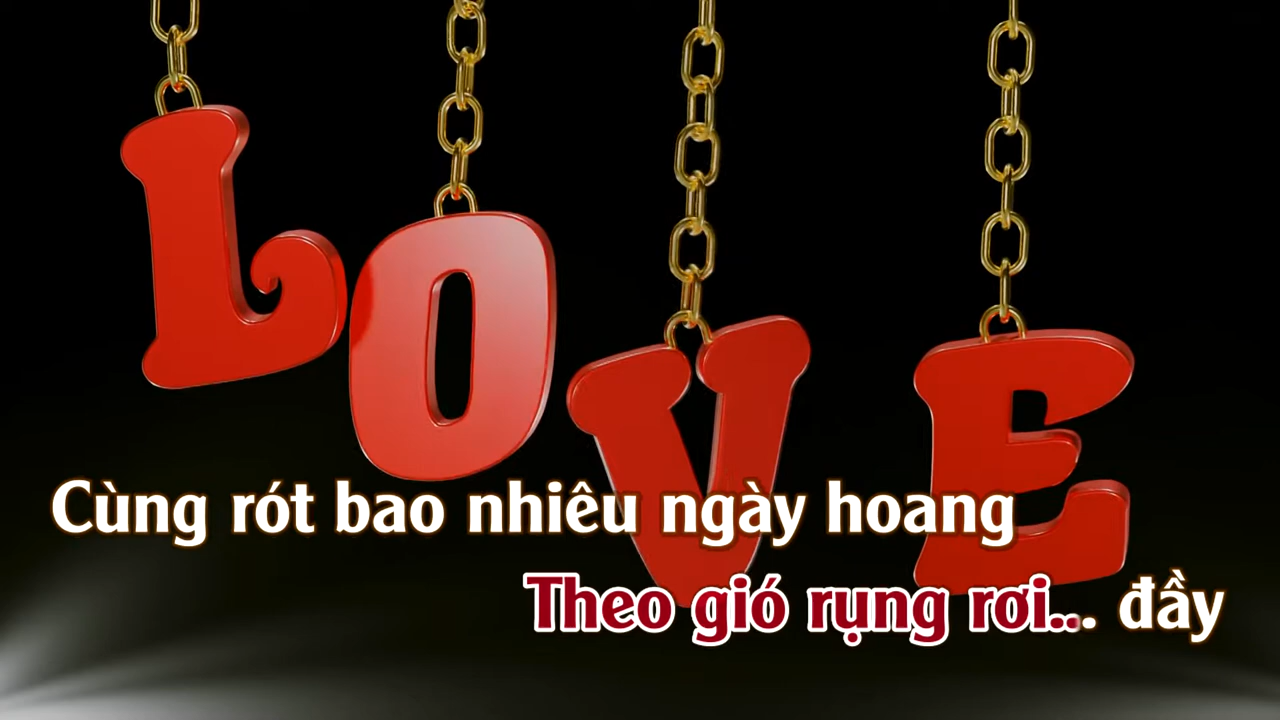 LOVE
Cùng rót bao nhiêu ngày hoang
Theo gió rụng rơi... đầy